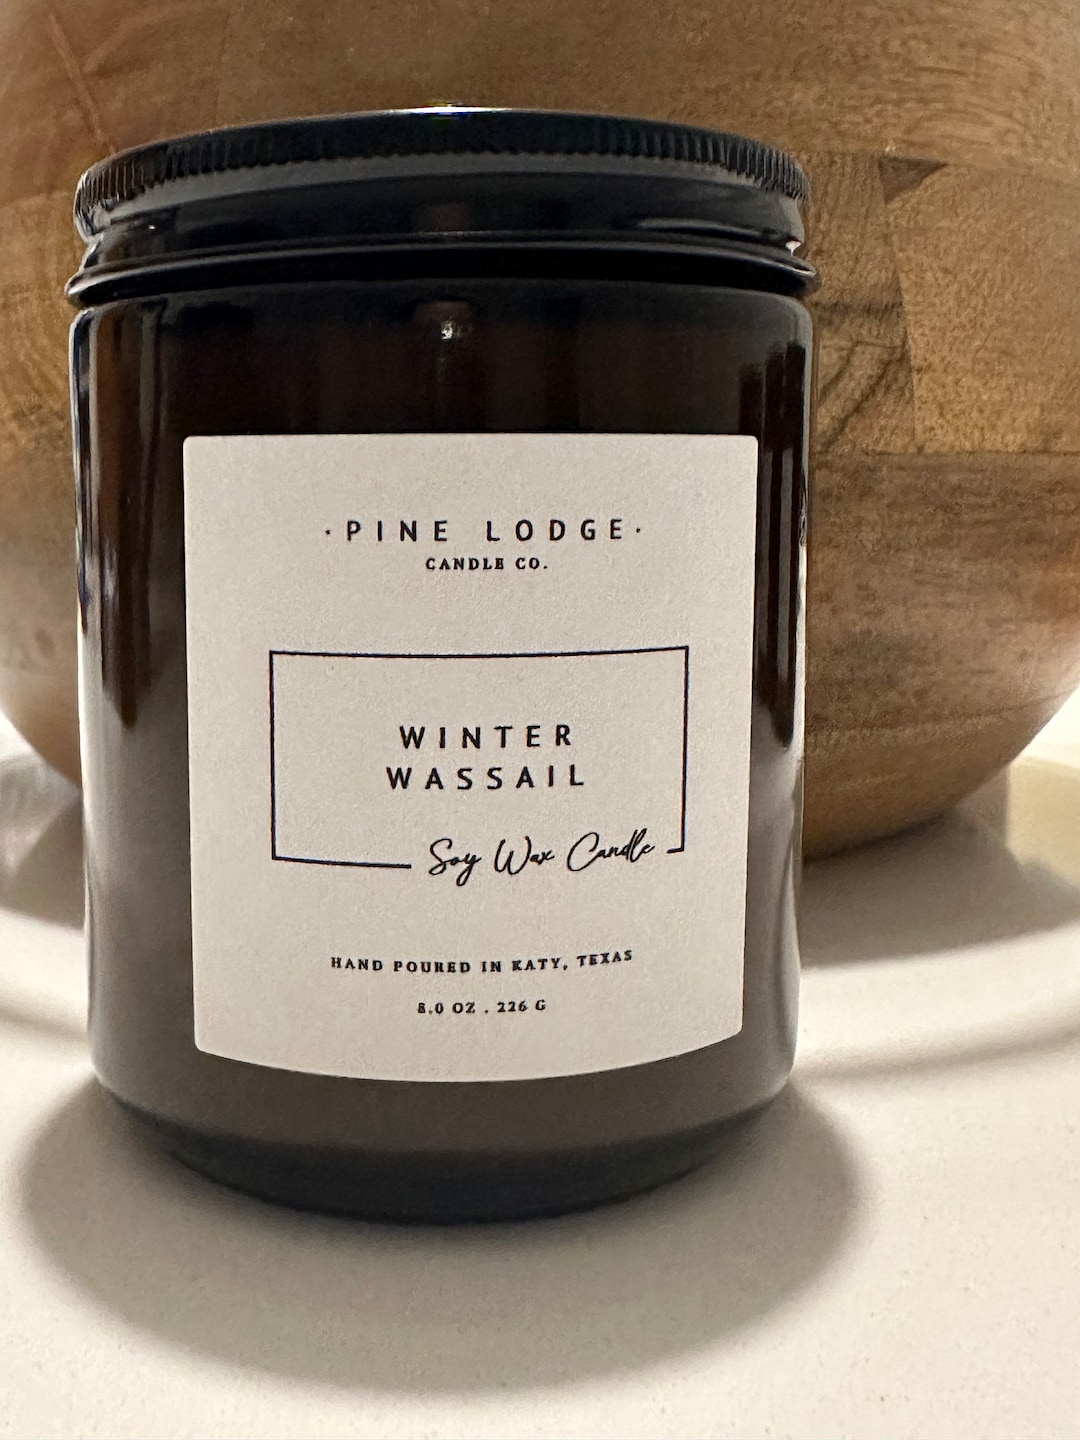 · PINE LODGE ·
CANDLE CO.
WINTER
WASSAIL
Soy Wax Candle
HAND POURED IN KATY, TEXAS
8.0 OZ . 226 G